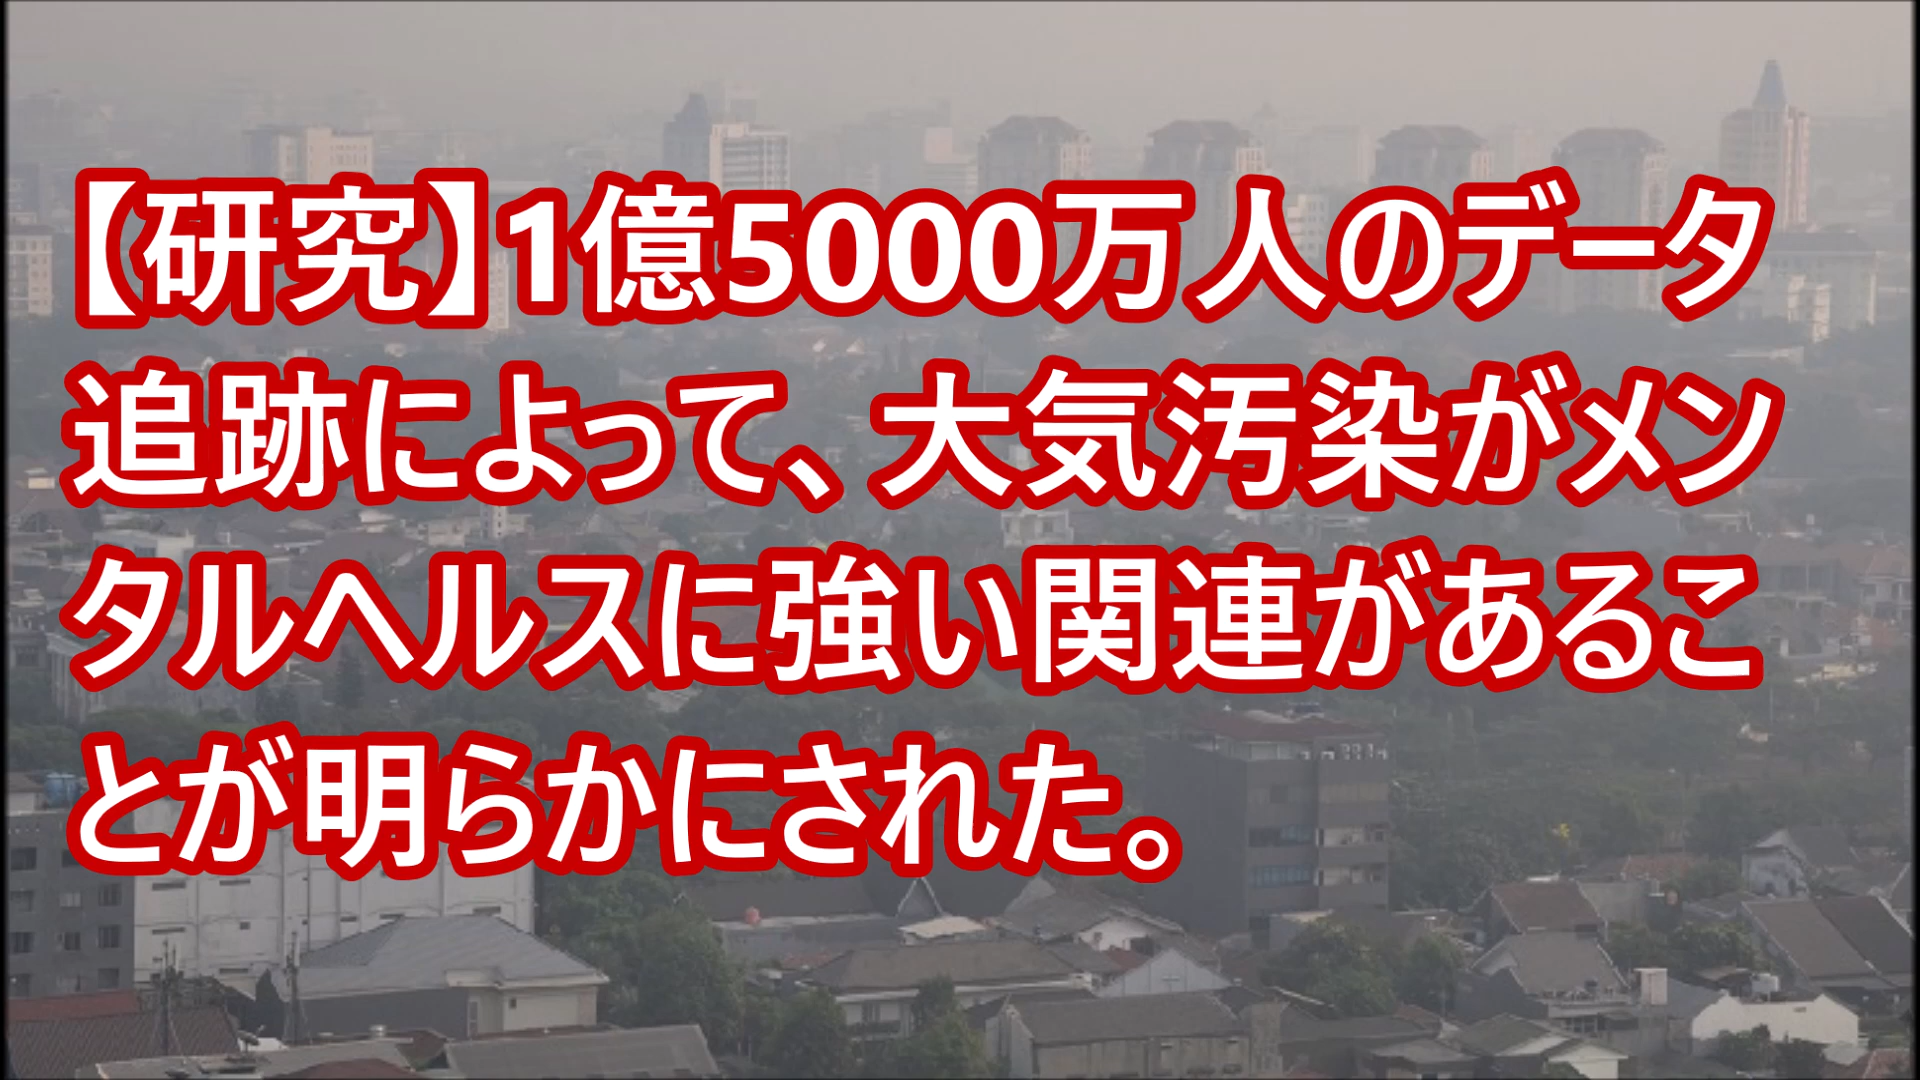 【研究】1億5000万人のデータ
追跡によって、大気汚染がメン
タルヘルスに強い関連があるこ
とが明らかにされた。